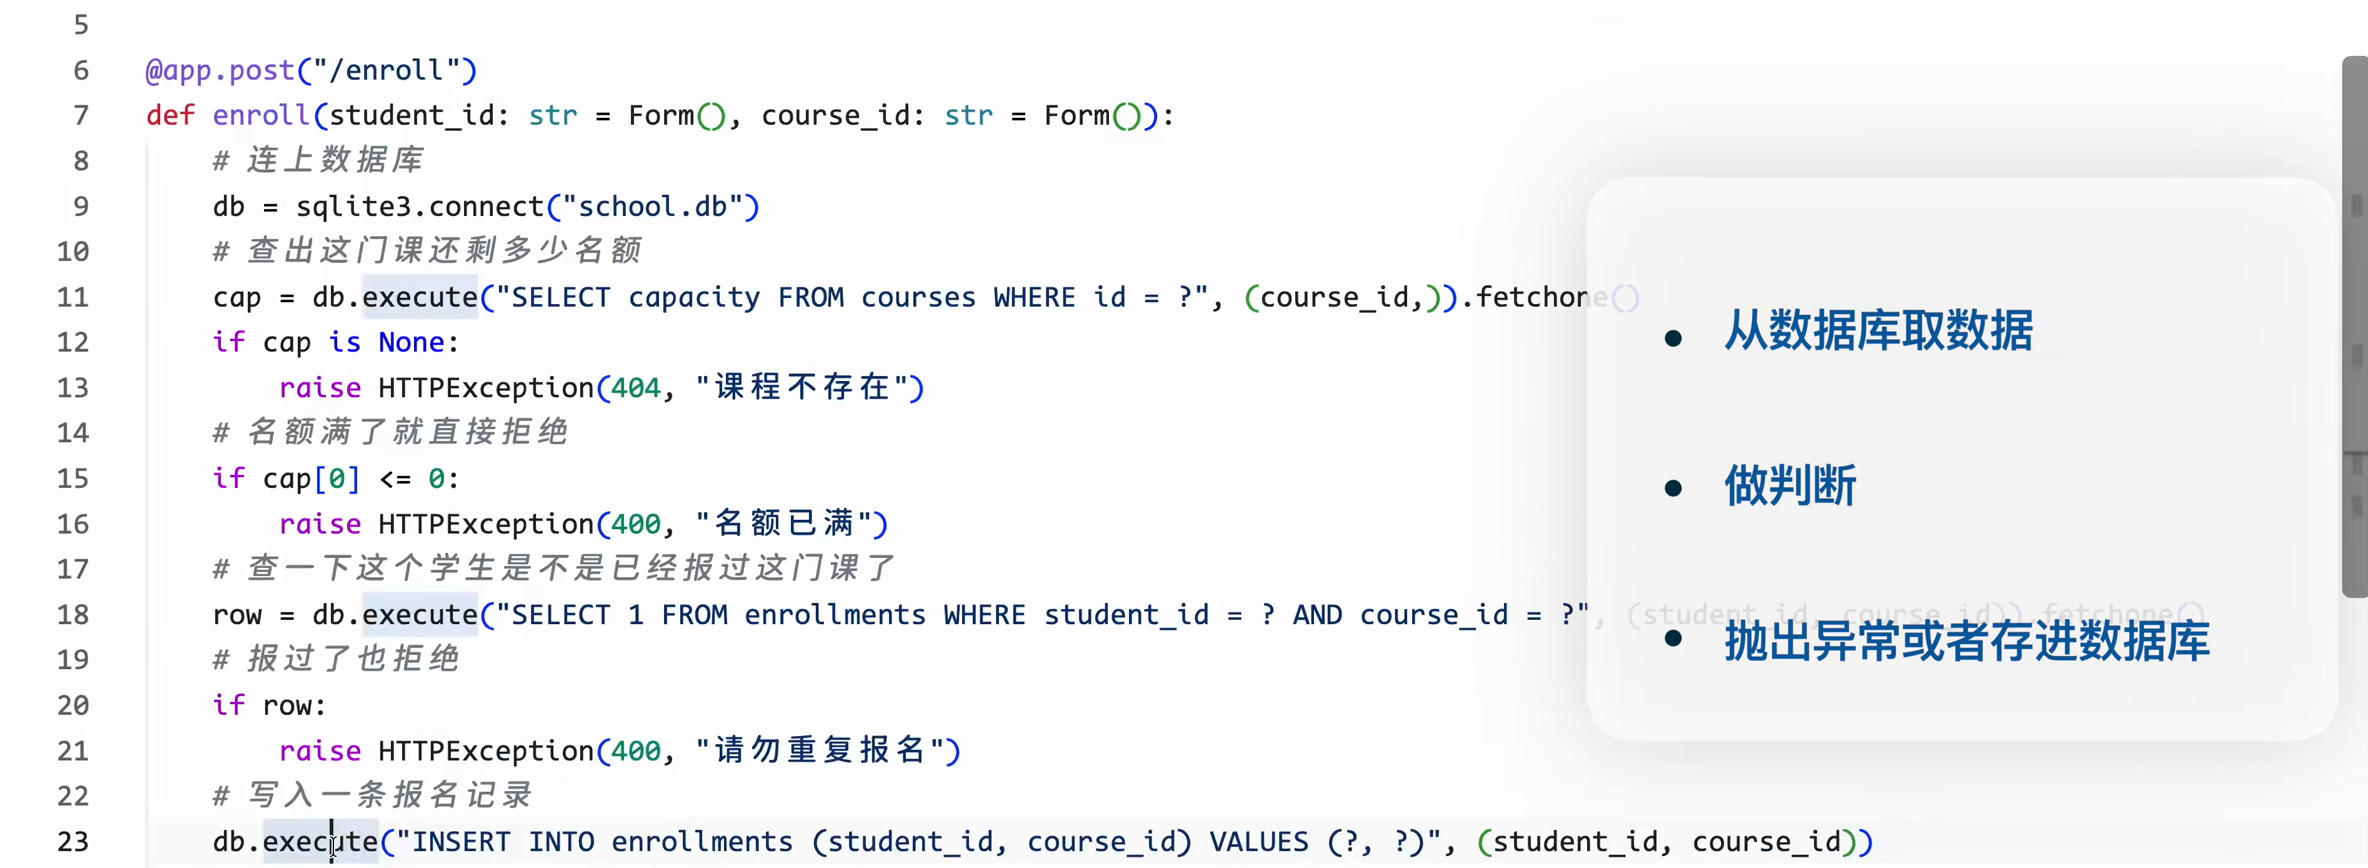 5
6 @app.post("/enroll")
7 def enroll(student_id: str = Form(), course_id: str = Form()):
8 # 连上数据库
9 db = sqlite3.connect("school.db")
10 # 查出这门课还剩多少名额
11 cap = db.execute("SELECT capacity FROM courses WHERE id = ?", (course_id,)).fetchone()
12 if cap is None:
13 raise HTTPException(404, "课程不存在")
14 # 名额满了就直接拒绝
15 if cap[0] <= 0:
16 raise HTTPException(400, "名额已满")
17 # 查一下这个学生是不是已经报过这门课了
18 row = db.execute("SELECT 1 FROM enrollments WHERE student_id = ? AND course_id = ?", (student_id, course_id)).fetchone()
19 # 报过了也拒绝
20 if row:
21 raise HTTPException(400, "请勿重复报名")
22 # 写入一条报名记录
23 db.execute("INSERT INTO enrollments (student_id, course_id) VALUES (?, ?)", (student_id, course_id))
• 从数据库取数据
• 做判断
• 抛出异常或者存进数据库